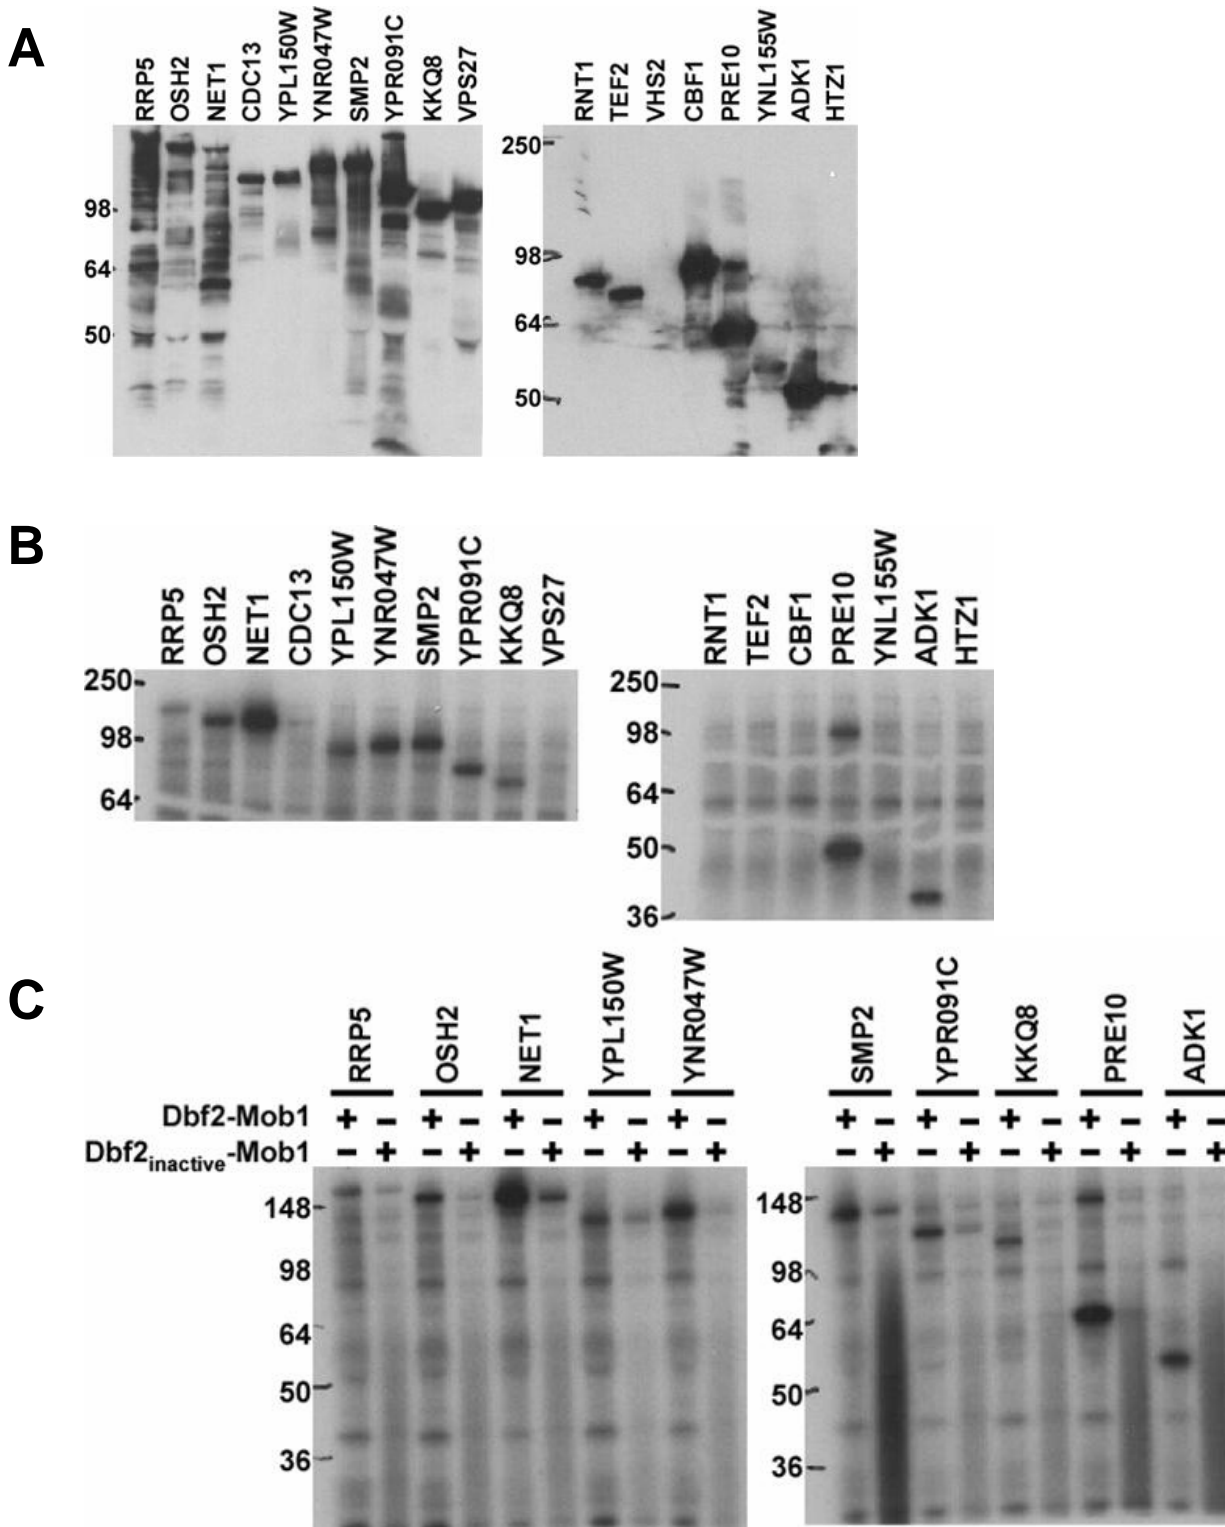 A
RRP5 OSH2 NET1 CDC13 YPL150W YNR047W SMP2 YPR091C KKQ8 VPS27
98
64
50
RNT1 TEF2 VHS2 CBF1 PRE10 YNL155W ADK1 HTZ1
250
98
64
50
B
RRP5 OSH2 NET1 CDC13 YPL150W YNR047W SMP2 YPR091C KKQ8 VPS27
250
98
64
RNT1 TEF2 CBF1 PRE10 YNL155W ADK1 HTZ1
250
98
64
50
36
C
RRP5 OSH2 NET1 YPL150W YNR047W
Dbf2-Mob1 + - + - + - + - + -
Dbf2inactive-Mob1 - + - + - + - + - +
148
98
64
50
36
SMP2 YPR091C KKQ8 PRE10 ADK1
+ - + - + - + - + -
- + - + - + - + - +
148
98
64
50
36